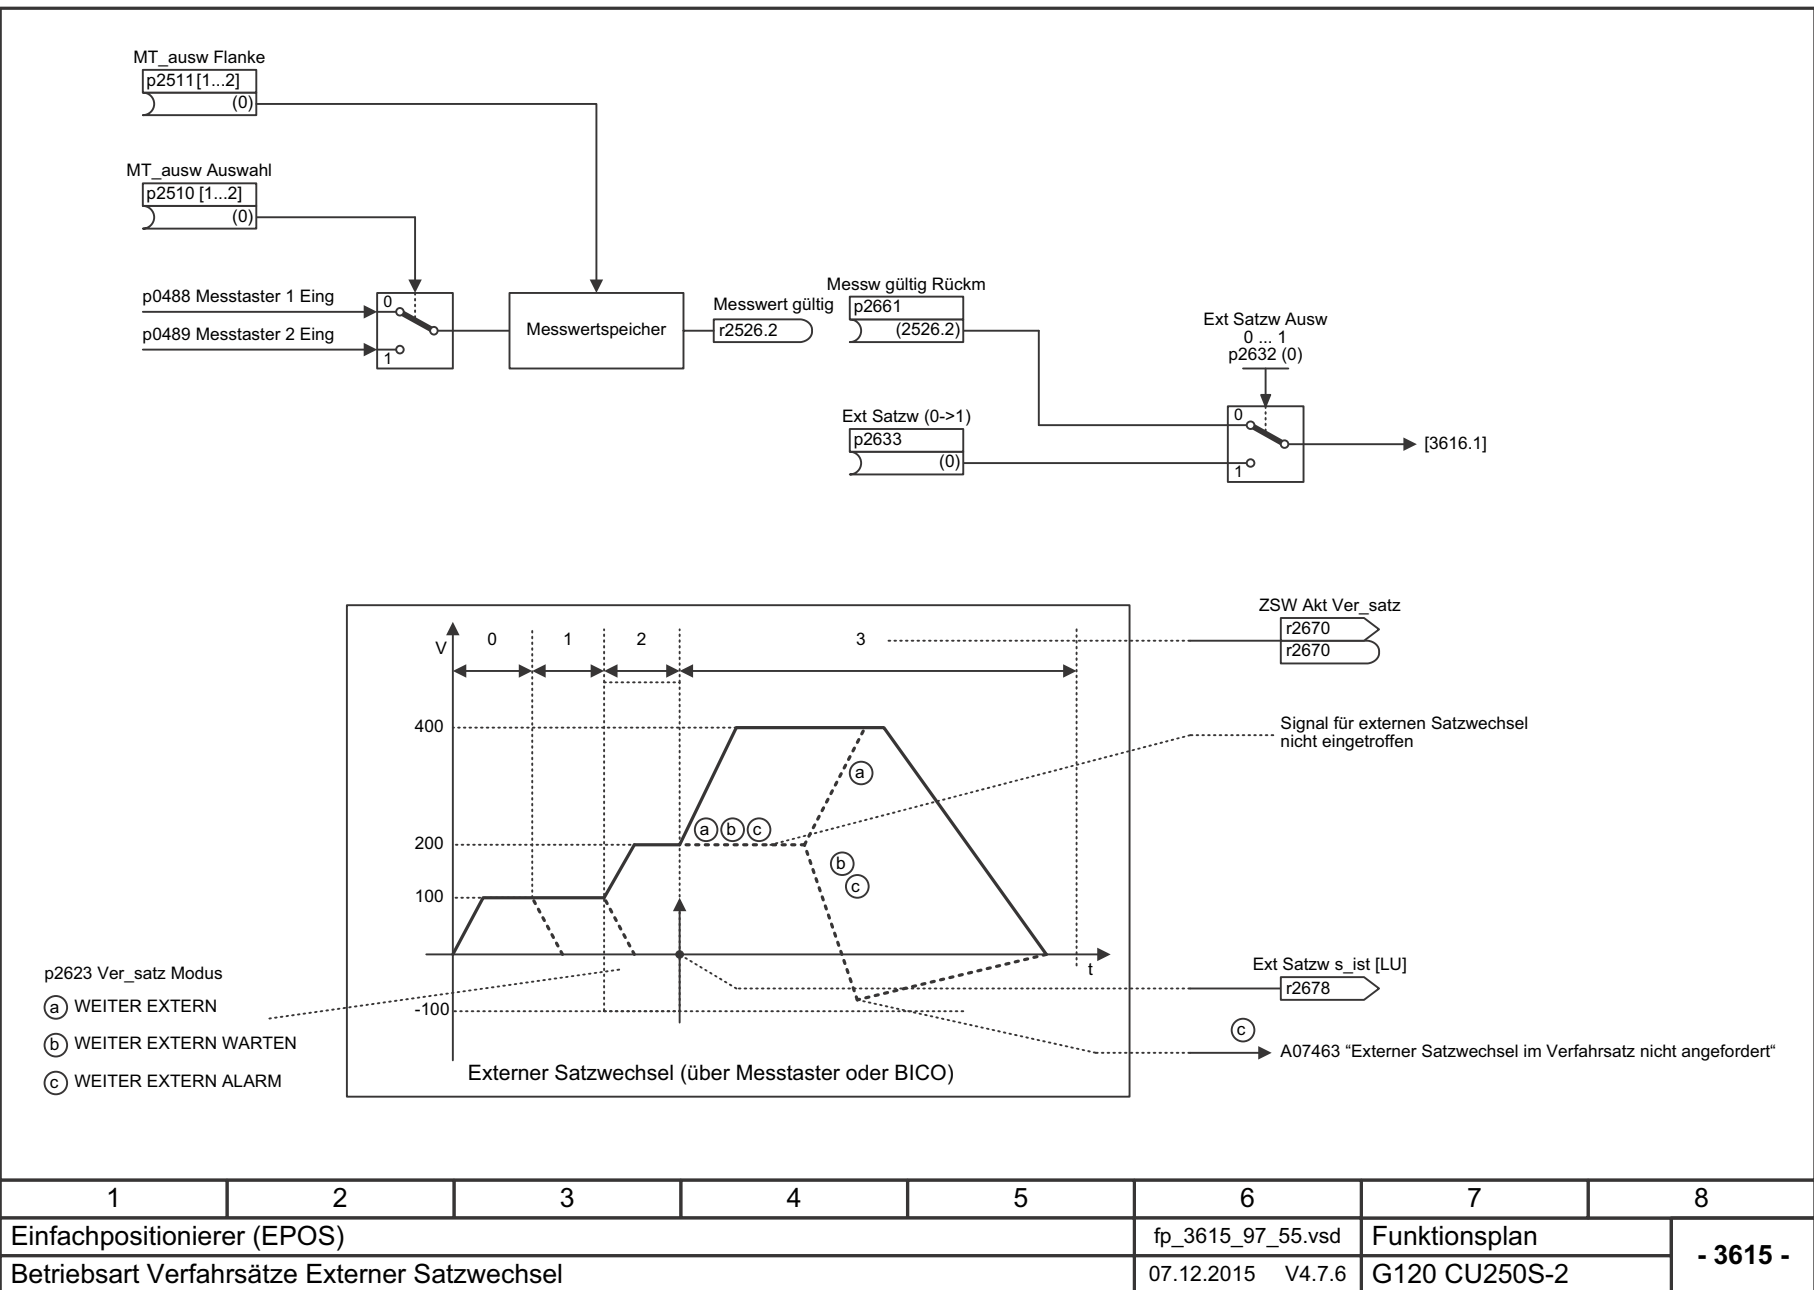 MT_ausw Flanke
p2511[1...2]
(0)
MT_ausw Auswahl
p2510 [1...2]
(0)
p0488 Messtaster 1 Eing
p0489 Messtaster 2 Eing
0
1
Messwertspeicher
Messwert gültig
r2526.2
Messw gültig Rückm
p2661
(2526.2)
Ext Satzw (0->1)
p2633
(0)
Ext Satzw Ausw
0 ... 1
p2632 (0)
0
1
[3616.1]
ZSW Akt Ver_satz
r2670
r2670
V
0
1
2
3
400
200
100
-100
a
a b c
b
c
t
Signal für externen Satzwechsel
nicht eingetroffen
p2623 Ver_satz Modus
a WEITER EXTERN
b WEITER EXTERN WARTEN
c WEITER EXTERN ALARM
Ext Satzw s_ist [LU]
r2678
c
A07463 “Externer Satzwechsel im Verfahrsatz nicht angefordert“
Externer Satzwechsel (über Messtaster oder BICO)
1 2 3 4 5 6 7 8
Einfachpositionierer (EPOS)
fp_3615_97_55.vsd
Funktionsplan
- 3615 -
Betriebsart Verfahrsätze Externer Satzwechsel
07.12.2015 V4.7.6
G120 CU250S-2